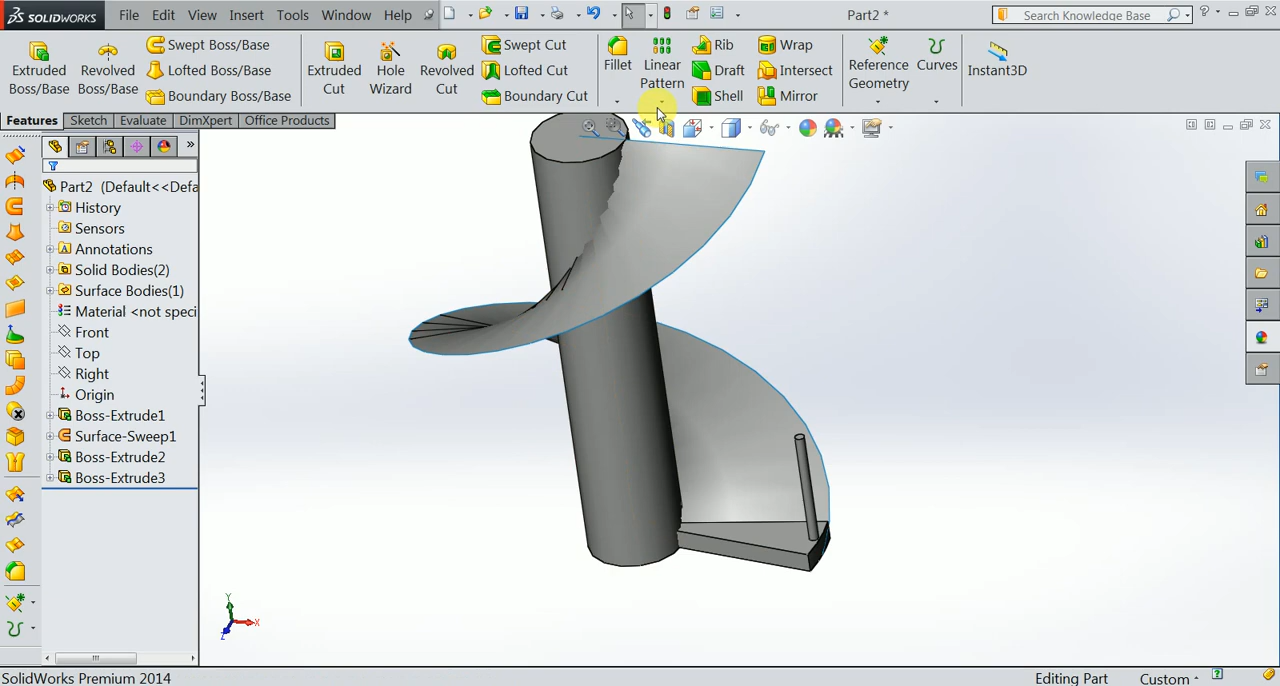 SOLIDWORKS File Edit View Insert Tools Window Help Part2 * Search Knowledge Base ?
Extruded Boss/Base
Revolved Boss/Base
Swept Boss/Base
Lofted Boss/Base
Boundary Boss/Base
Extruded Cut
Hole Wizard
Revolved Cut
Swept Cut
Lofted Cut
Boundary Cut
Fillet
Linear Pattern
Rib
Draft
Shell
Wrap
Intersect
Mirror
Reference Geometry
Curves
Instant3D
Features Sketch Evaluate DimXpert Office Products
»
Part2 (Default<<Defa
History
Sensors
Annotations
Solid Bodies(2)
Surface Bodies(1)
Material <not speci
Front
Top
Right
Origin
Boss-Extrude1
Surface-Sweep1
Boss-Extrude2
Boss-Extrude3
Y
X
Z
SolidWorks Premium 2014 Editing Part Custom ?